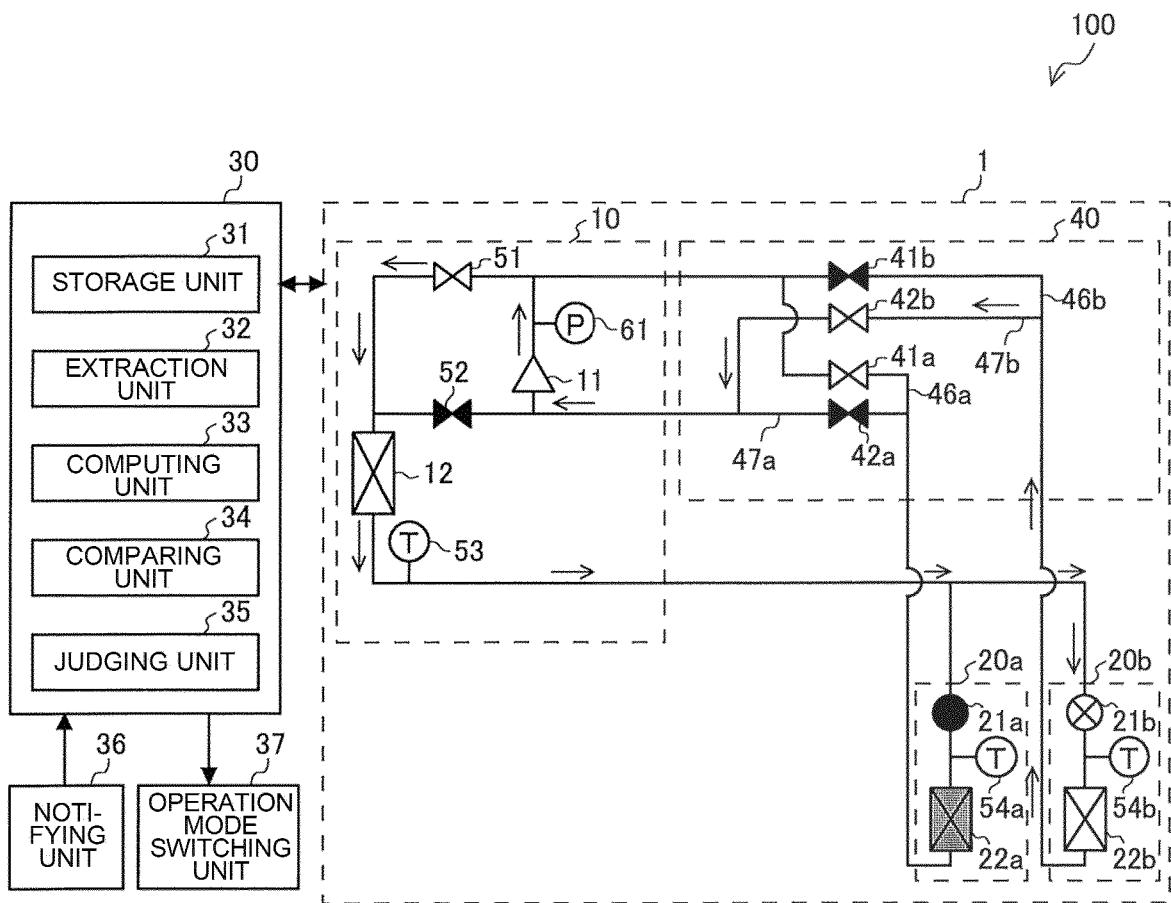 100
30
1
10
40
31
STORAGE UNIT
51
41b
42b
46b
61
47b
32
EXTRACTION
UNIT
52
11
41a
46a
33
COMPUTING
UNIT
12
47a
42a
34
COMPARING
UNIT
53
35
JUDGING UNIT
20a
20b
21a
21b
36
NOTI-
FYING
UNIT
37
OPERATION
MODE
SWITCHING
UNIT
P
T
T
T
54a
54b
22a
22b